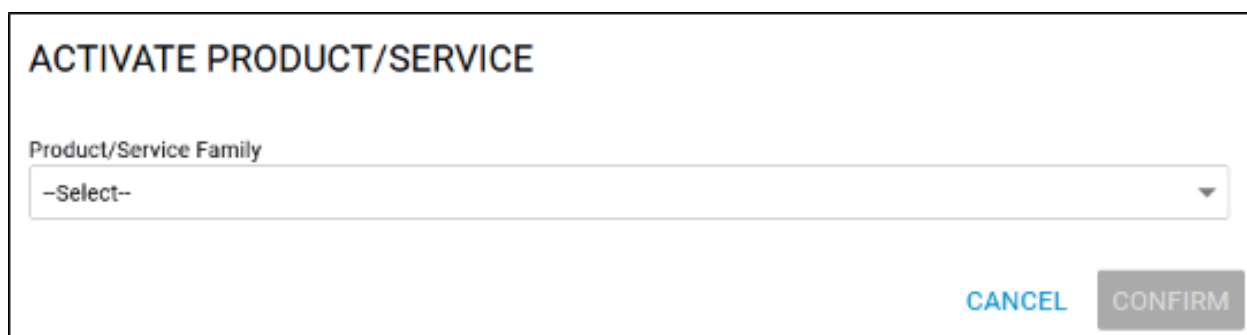 ACTIVATE PRODUCT/SERVICE
Product/Service Family
--Select--
CANCEL CONFIRM